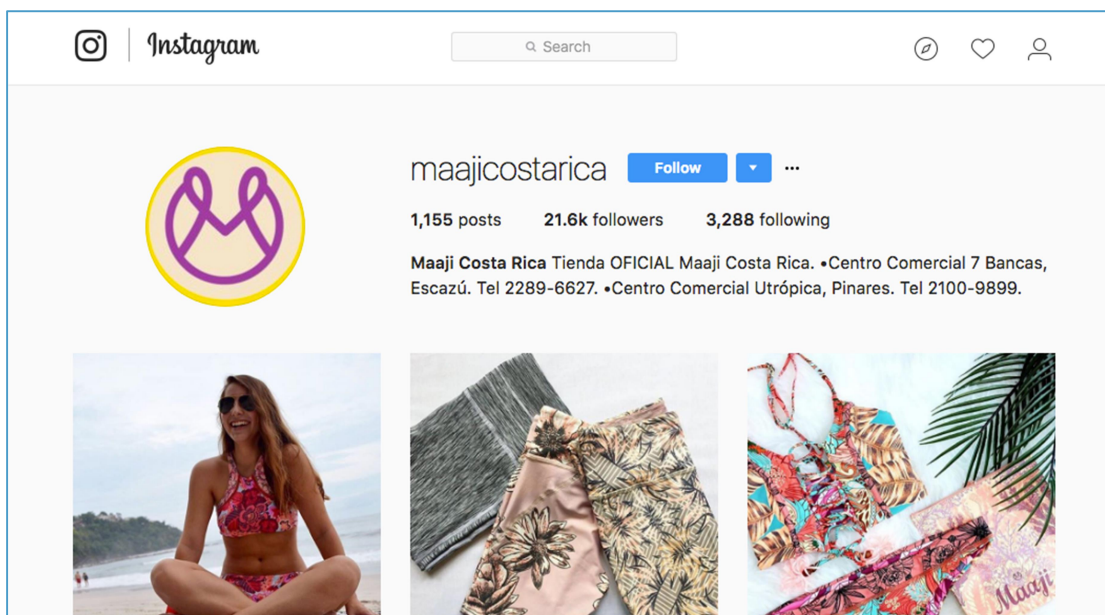 Instagram
Search
maajicostarica Follow
1,155 posts 21.6k followers 3,288 following
Maaji Costa Rica Tienda OFICIAL Maaji Costa Rica. •Centro Comercial 7 Bancas,
Escazú. Tel 2289-6627. •Centro Comercial Utrópica, Pinares. Tel 2100-9899.
Maaji